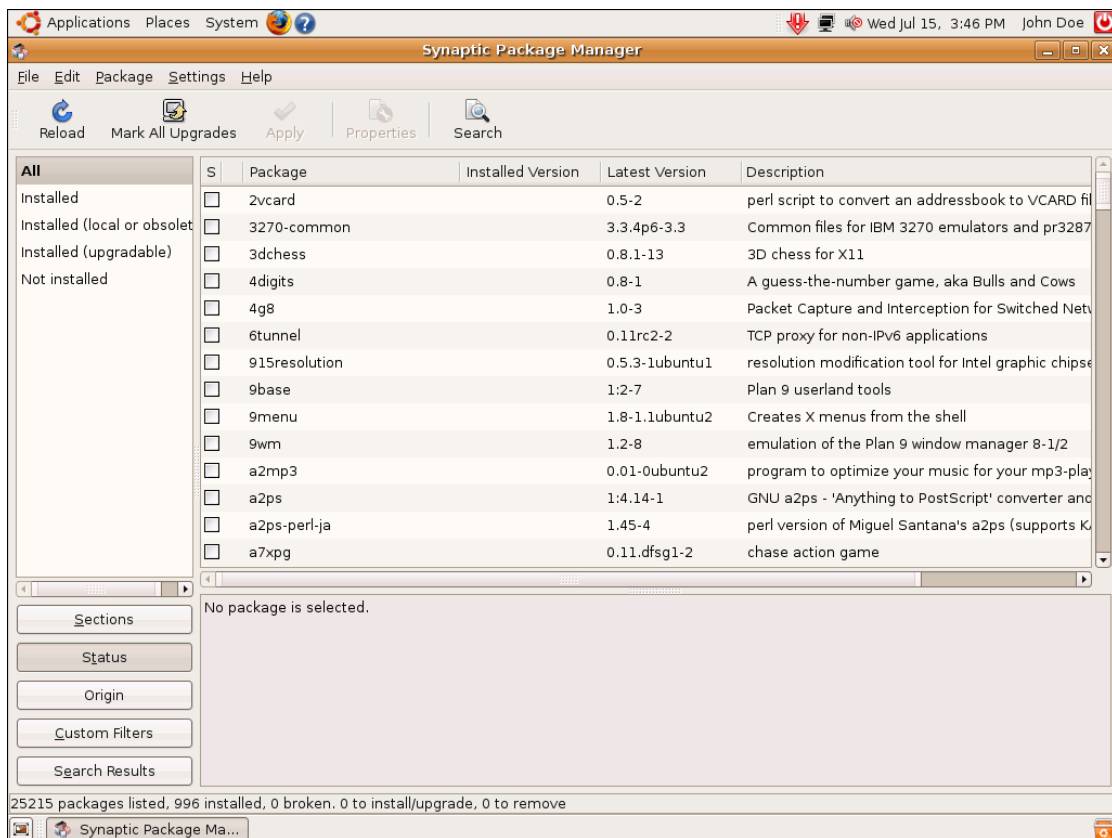 Applications Places System Wed Jul 15, 3:46 PM John Doe
Synaptic Package Manager
File Edit Package Settings Help
Reload Mark All Upgrades Apply Properties Search
All
Installed
Installed (local or obsolet
Installed (upgradable)
Not installed
S Package Installed Version Latest Version Description
2vcard 0.5-2 perl script to convert an addressbook to VCARD fil
3270-common 3.3.4p6-3.3 Common files for IBM 3270 emulators and pr3287
3dchess 0.8.1-13 3D chess for X11
4digits 0.8-1 A guess-the-number game, aka Bulls and Cows
4g8 1.0-3 Packet Capture and Interception for Switched Netw
6tunnel 0.11rc2-2 TCP proxy for non-IPv6 applications
915resolution 0.5.3-1ubuntu1 resolution modification tool for Intel graphic chipse
9base 1:2-7 Plan 9 userland tools
9menu 1.8-1.1ubuntu2 Creates X menus from the shell
9wm 1.2-8 emulation of the Plan 9 window manager 8-1/2
a2mp3 0.01-0ubuntu2 program to optimize your music for your mp3-play
a2ps 1:4.14-1 GNU a2ps - 'Anything to PostScript' converter and
a2ps-perl-ja 1.45-4 perl version of Miguel Santana's a2ps (supports KA
a7xpg 0.11.dfsg1-2 chase action game
Sections
Status
Origin
Custom Filters
Search Results
No package is selected.
25215 packages listed, 996 installed, 0 broken. 0 to install/upgrade, 0 to remove
Synaptic Package Ma...